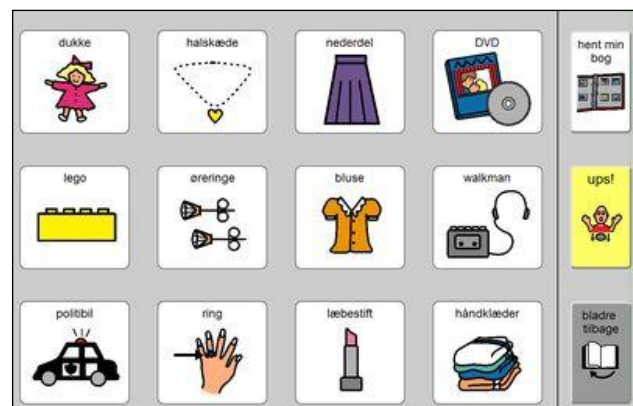 dukke
halskæde
nederdel
DVD
hent min
bog
lego
øreringe
bluse
walkman
ups!
politibil
ring
læbestift
håndklæder
bladre
tilbage